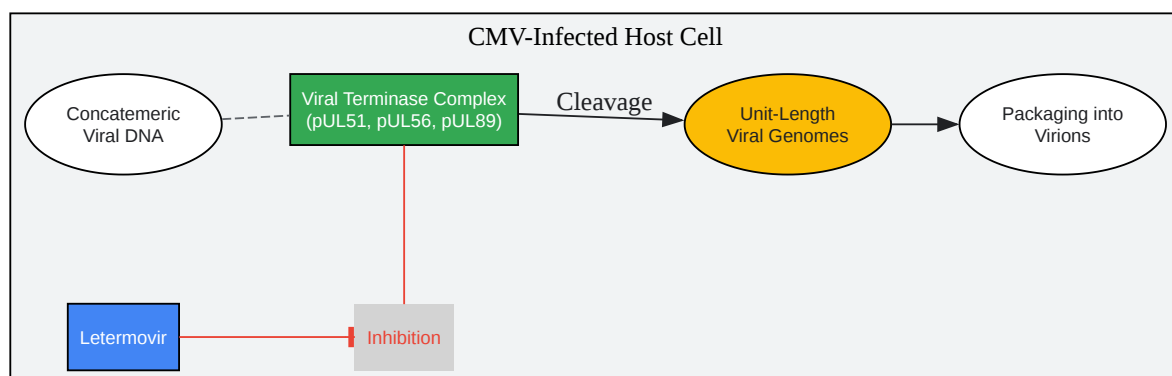 CMV-Infected Host Cell
Concatemeric
Viral DNA
Viral Terminase Complex
(pUL51, pUL56, pUL89)
Cleavage
Unit-Length
Viral Genomes
Packaging into
Virions
Letermovir
Inhibition